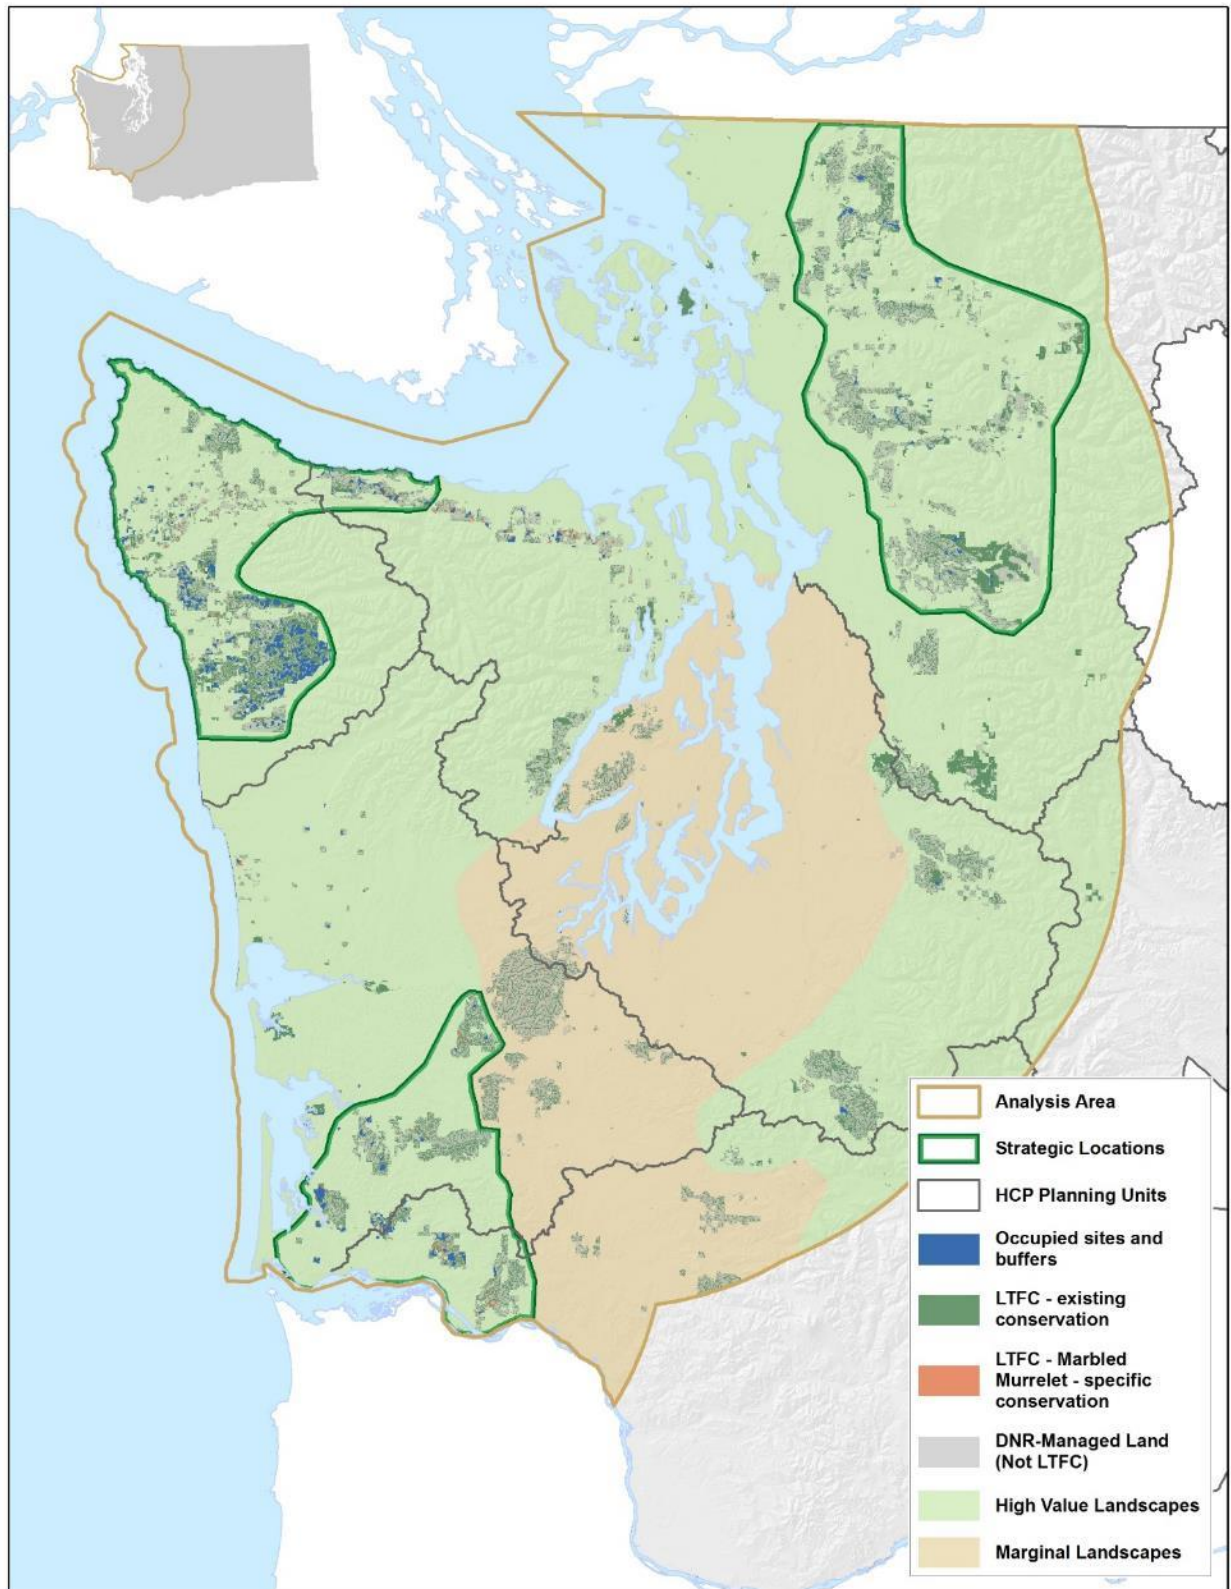 Analysis Area
Strategic Locations
HCP Planning Units
Occupied sites and
buffers
LTFC - existing
conservation
LTFC - Marbled
Murrelet - specific
conservation
DNR-Managed Land
(Not LTFC)
High Value Landscapes
Marginal Landscapes